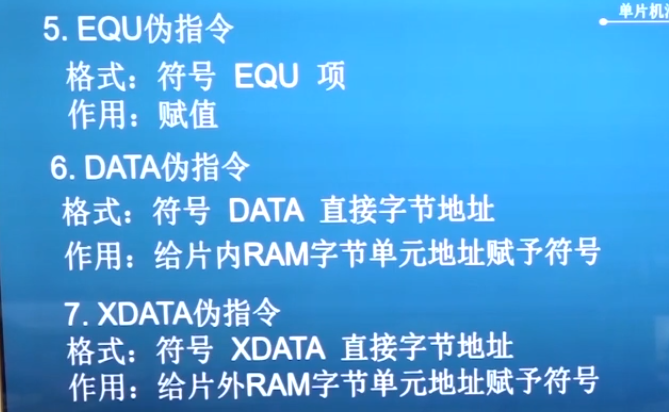 单片机
5. EQU伪指令
格式：符号 EQU 项
作用：赋值
6. DATA伪指令
格式：符号 DATA 直接字节地址
作用：给片内RAM字节单元地址赋予符号
7. XDATA伪指令
格式：符号 XDATA 直接字节地址
作用：给片外RAM字节单元地址赋予符号